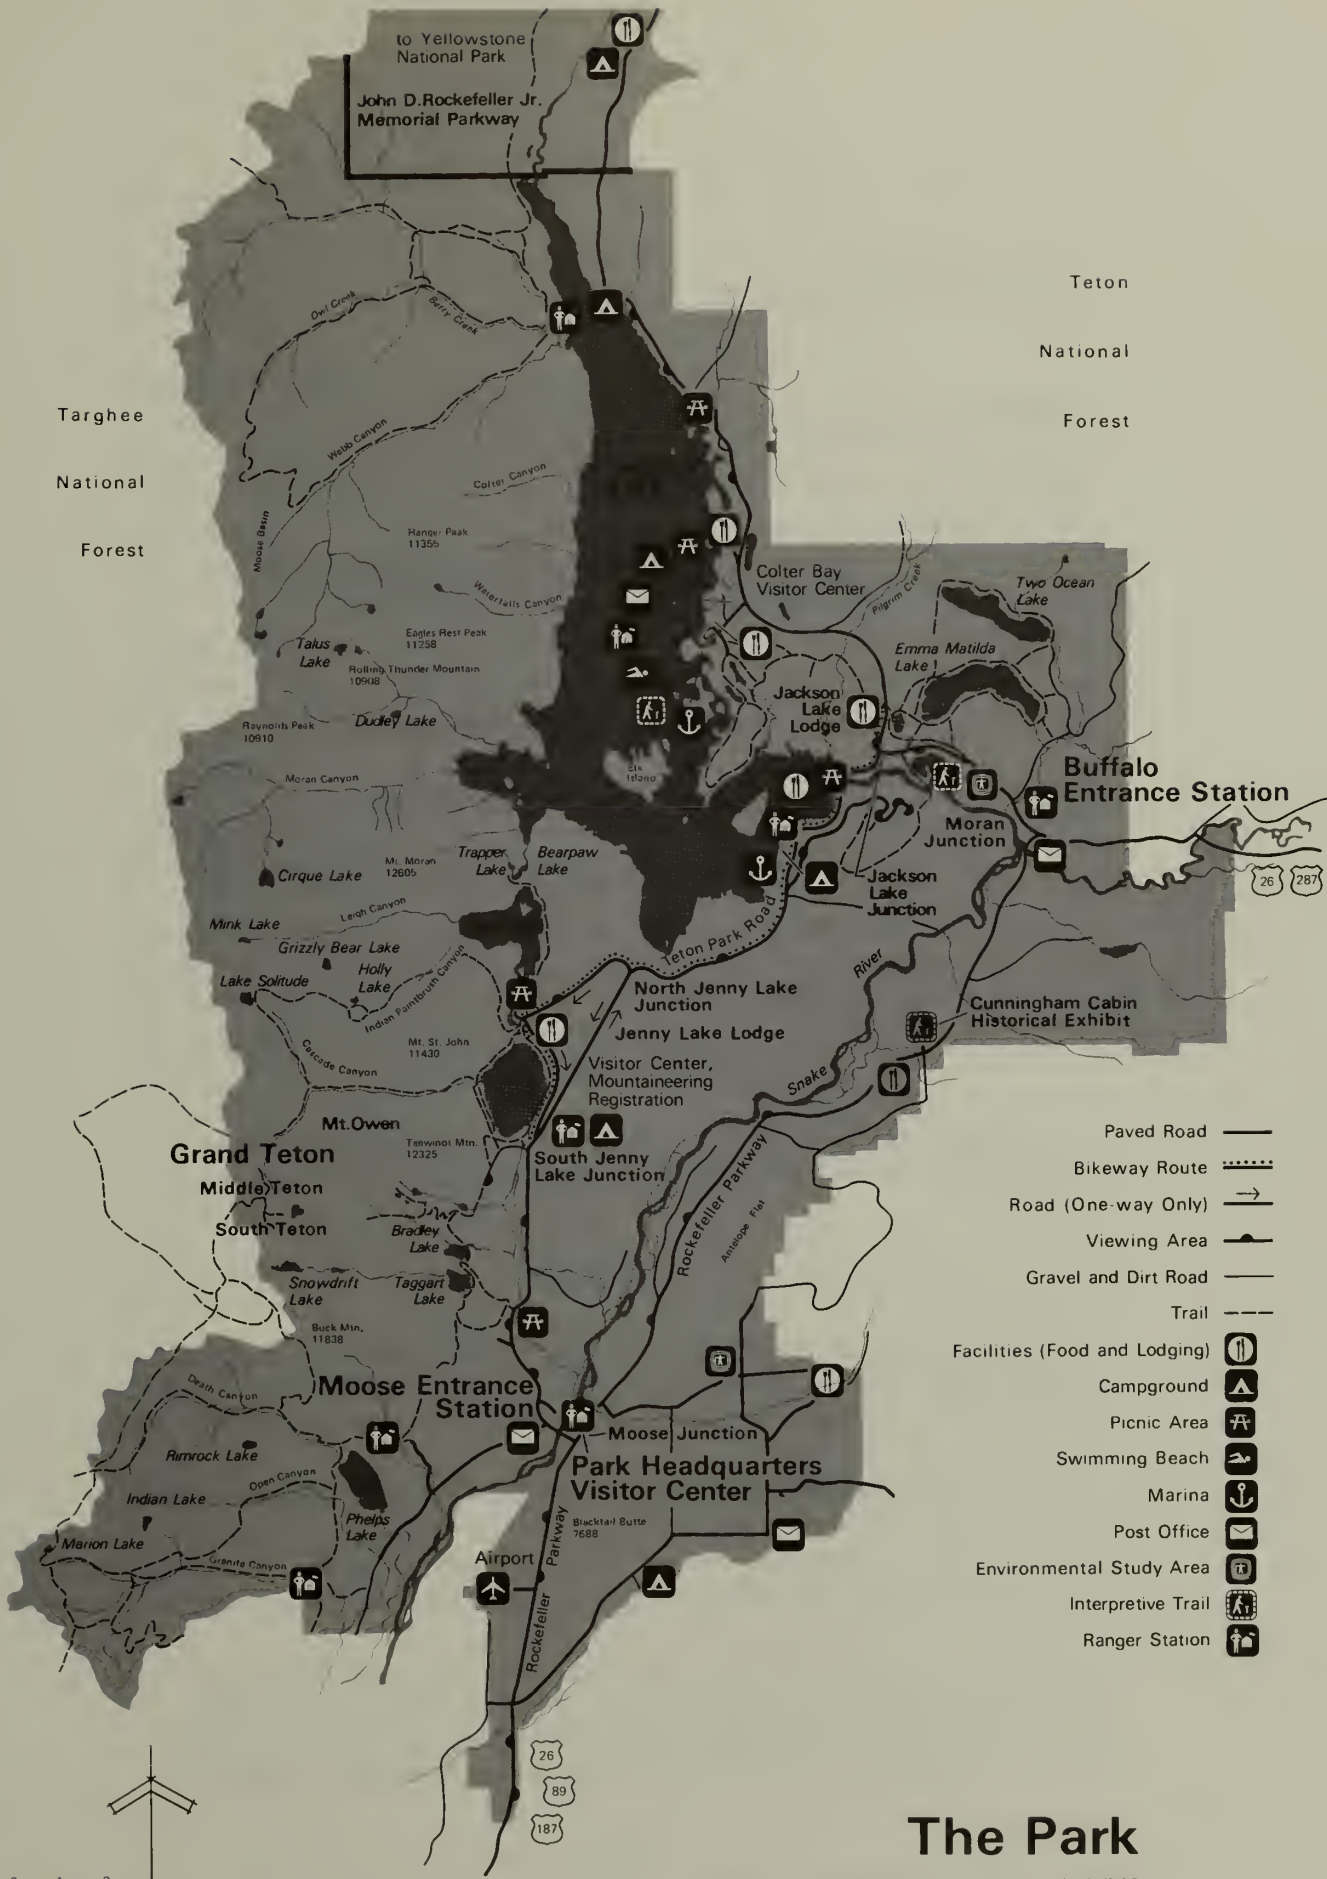 to Yellowstone
National Park
John D.Rockefeller Jr.
Memorial Parkway
Teton
National
Forest
Targhee
National
Forest
Owl Creek
Berry Creek
Webb Canyon
Colter Canyon
Moose Basin
Ranger Peak
11355
Waterfalls Canyon
Colter Bay
Visitor Center
Pilgrim Creek
Two Ocean
Lake
Talus
Lake
Eagles Rest Peak
11258
Rolling Thunder Mountain
10908
Emma Matilda
Lake
Jackson
Lake
Lodge
Raynolds Peak
10910
Dudley Lake
Elk
Island
Moran Canyon
Buffalo
Entrance Station
Moran
Junction
Trapper
Lake
Bearpaw
Lake
Mt. Moran
12605
Cirque Lake
Jackson
Lake
Junction
26
287
Leigh Canyon
Mink Lake
Grizzly Bear Lake
Holly
Lake
Lake Solitude
Indian Paintbrush Canyon
Teton Park Road
River
North Jenny Lake
Junction
Cunningham Cabin
Historical Exhibit
Jenny Lake Lodge
Mt. St. John
11430
Cascade Canyon
Visitor Center,
Mountaineering
Registration
Snake
Mt.Owen
Teewinot Mtn.
12325
Grand Teton
South Jenny
Lake Junction
Middle Teton
South Teton
Bradley
Lake
Rockefeller Parkway
Antelope Flat
Snowdrift
Lake
Taggart
Lake
Buck Mtn.
11838
Death Canyon
Moose Entrance
Station
Moose Junction
Rimrock Lake
Park Headquarters
Visitor Center
Open Canyon
Indian Lake
Phelps
Lake
Blacktail Butte
7688
Marion Lake
Granite Canyon
Airport
Rockefeller Parkway
26
89
187
Paved Road
Bikeway Route
Road (One-way Only)
Viewing Area
Gravel and Dirt Road
Trail
Facilities (Food and Lodging)
Campground
Picnic Area
Swimming Beach
Marina
Post Office
Environmental Study Area
Interpretive Trail
Ranger Station
The Park